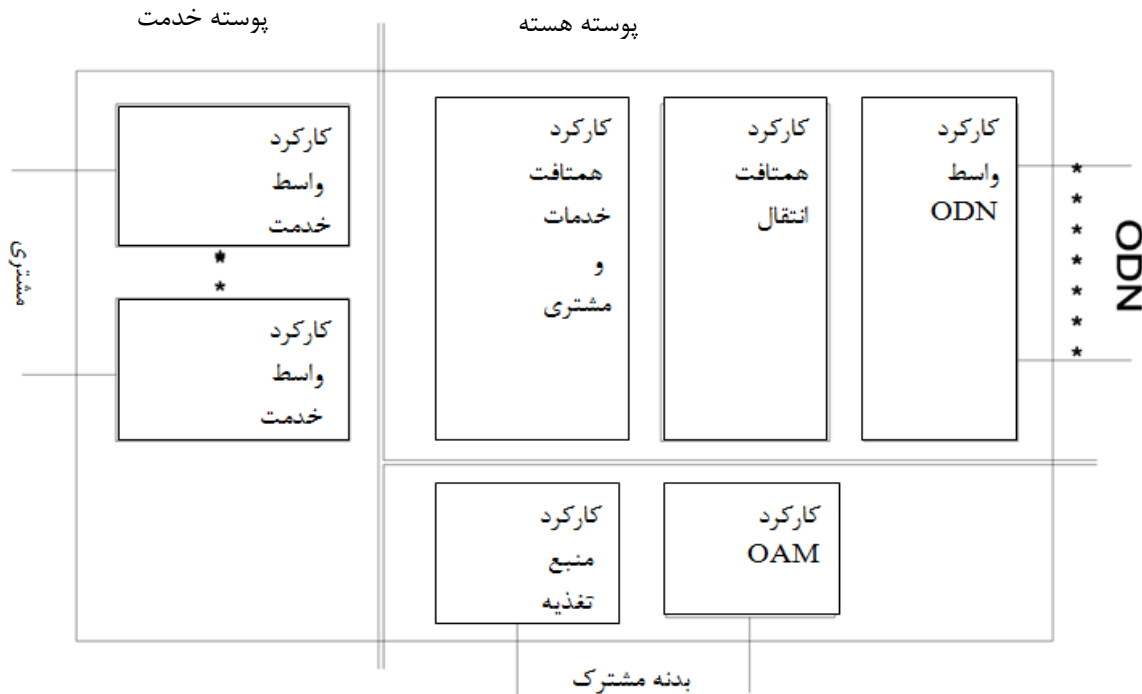 پوسته هسته
پوسته خدمت
کارکرد
واسط
ODN
کارکرد
همتافت
انتقال
کارکرد
همتافت
خدمات
و
مشتری
کارکرد
واسط
خدمت
**
*
کارکرد
واسط
خدمت
*
*
*
*
*
*
*
ODN
مشتری
کارکرد
OAM
کارکرد
منبع
تغذیه
بدنه مشترک